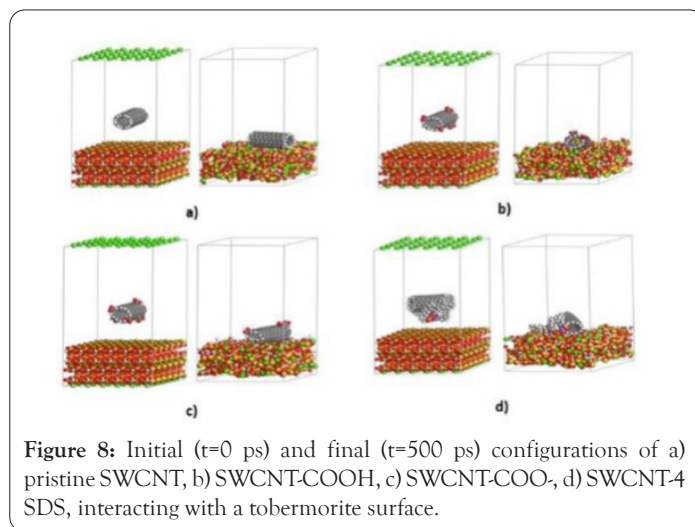 a)
b)
c)
d)
Figure 8: Initial (t=0 ps) and final (t=500 ps) configurations of a)
pristine SWCNT, b) SWCNT-COOH, c) SWCNT-COO-, d) SWCNT-4
SDS, interacting with a tobermorite surface.